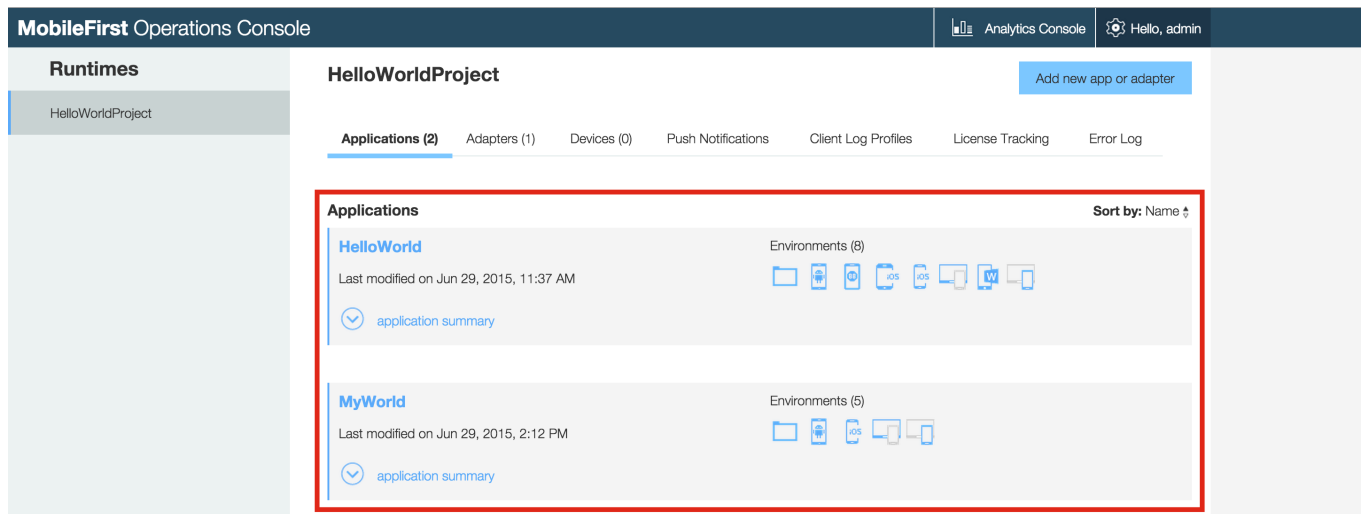 MobileFirst Operations Console
Analytics Console
Hello, admin
Runtimes
HelloWorldProject
HelloWorldProject
Add new app or adapter
Applications (2) Adapters (1) Devices (0) Push Notifications Client Log Profiles License Tracking Error Log
Applications
Sort by: Name
HelloWorld
Environments (8)
Last modified on Jun 29, 2015, 11:37 AM
iOS iOS W
application summary
MyWorld
Environments (5)
Last modified on Jun 29, 2015, 2:12 PM
iOS
application summary